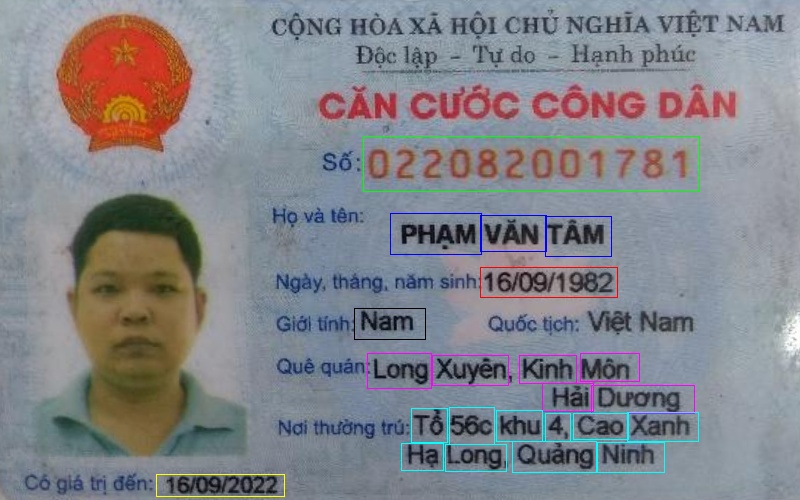 CỘNG HÒA XÃ HỘI CHỦ NGHĨA VIỆT NAM
Độc lập - Tự do - Hạnh phúc
CĂN CƯỚC CÔNG DÂN
Số: 022082001781
Họ và tên: PHẠM VĂN TÂM
Ngày, tháng, năm sinh: 16/09/1982
Giới tính: Nam Quốc tịch: Việt Nam
Quê quán: Long Xuyên, Kinh Môn
Hải Dương
Nơi thường trú: Tổ 56c khu 4, Cao Xanh
Hạ Long, Quảng Ninh
Có giá trị đến: 16/09/2022